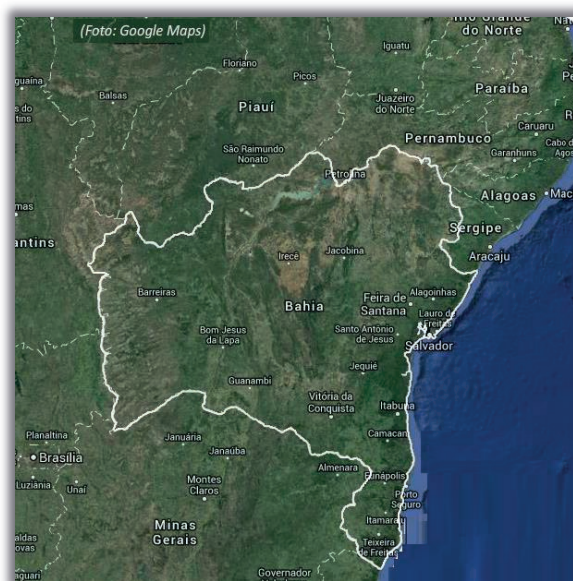 (Foto: Google Maps)
Rio Grande
do Norte
Iguatu
Floriano
Picos
Paraíba
Balsas
Juazeiro
do Norte
Piauí
Caruaru
Pernambuco
São Raimundo
Nonato
Garanhuns
Petrolina
Alagoas
Sergipe
Aracaju
Irecê
Jacobina
Barreiras
Alagoinhas
Bahia
Feira de
Santana
Lauro de
Freitas
Bom Jesus
da Lapa
Santo Antônio
de Jesus
Salvador
Jequié
Guanambi
Vitória da
Conquista
Itabuna
Planaltina
Januária
Camacan
Brasília
Janaúba
Almenara
Eunápolis
Luziânia
Unaí
Montes
Claros
Porto
Seguro
Itamaraju
Minas
Gerais
Teixeira
de Freitas
Governador